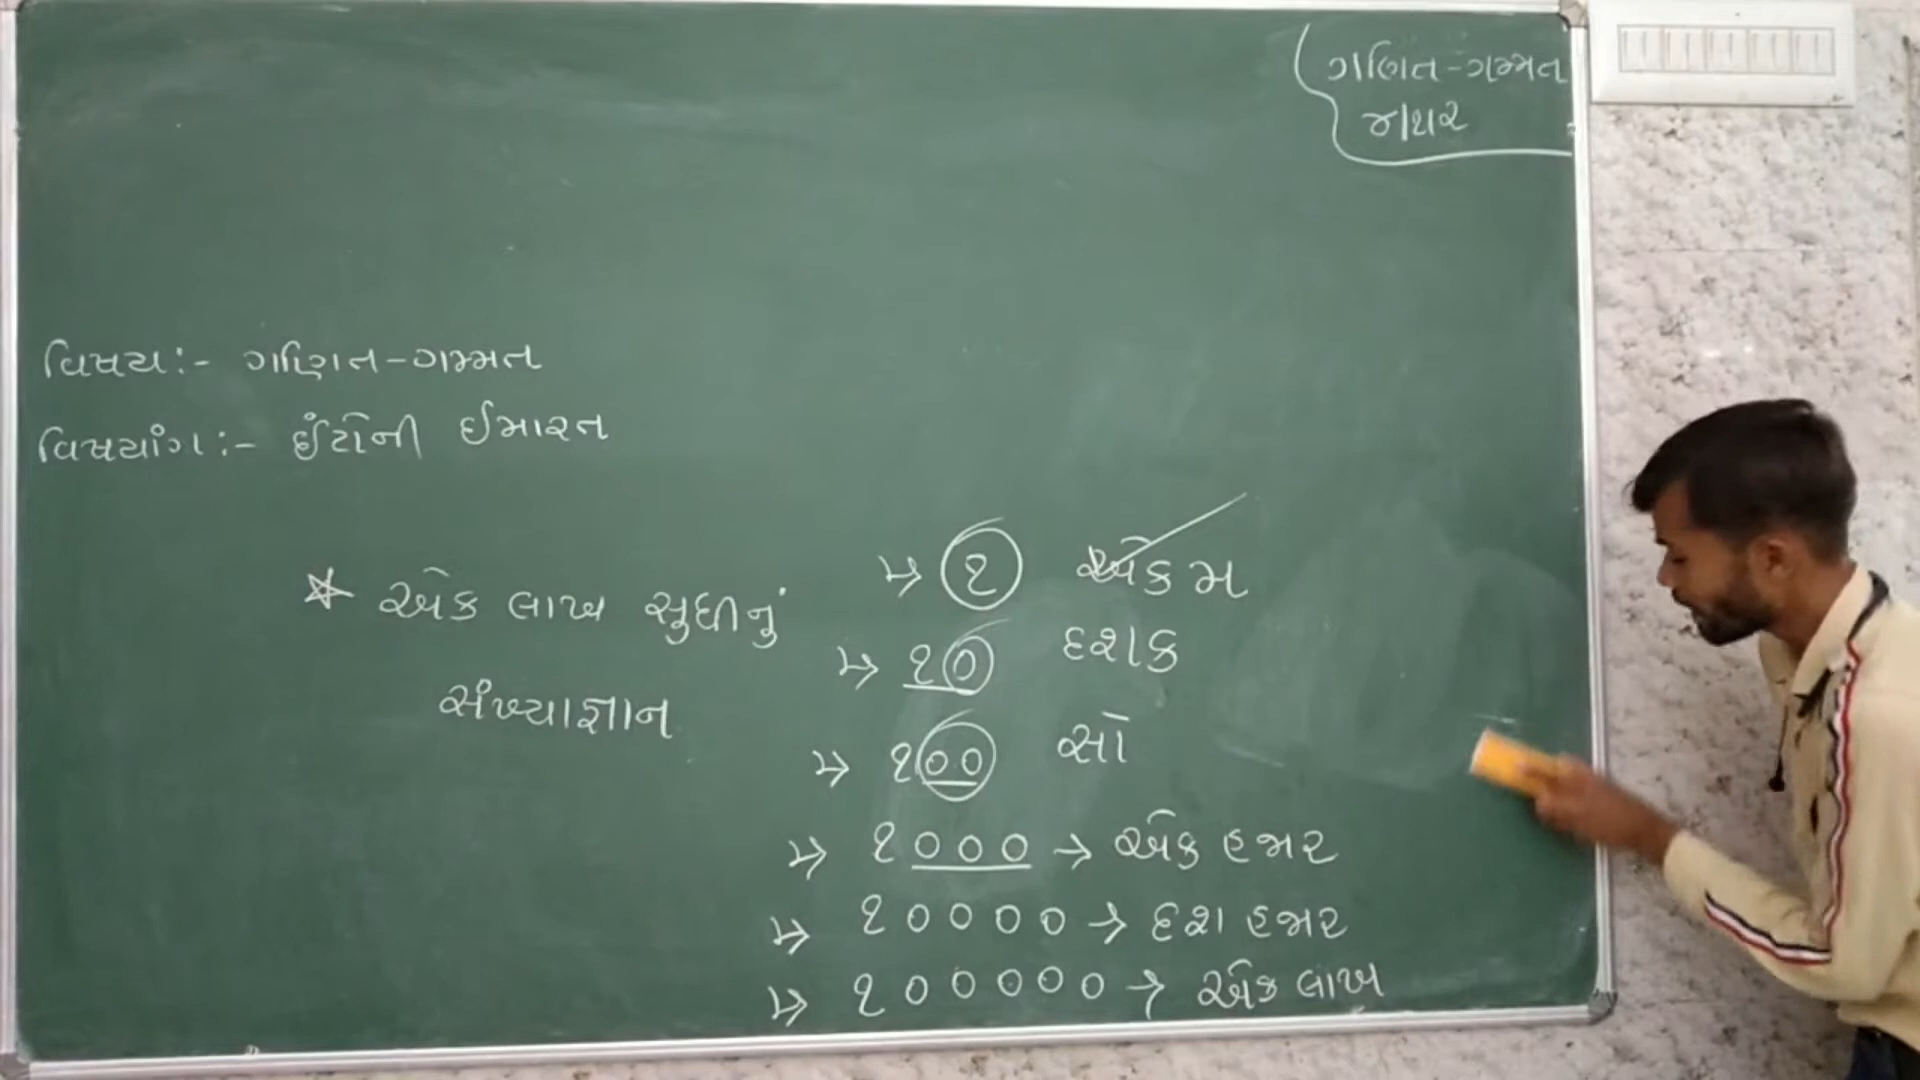 ગણિત-ગમ્મત
વિષય:- ગણિત-ગમ્મત
વિષયાંગ:- ઈંટોની ઈમારત
☆ એક લાખ સુધીનું
સંખ્યાજ્ઞાન
→ ૧ એકમ
→ ૧૦ દશક
→ ૧૦૦ સો
→ ૧૦૦૦ → એક હજાર
→ ૧૦૦૦૦ → દશ હજાર
→ ૧૦૦૦૦૦ → એક લાખ